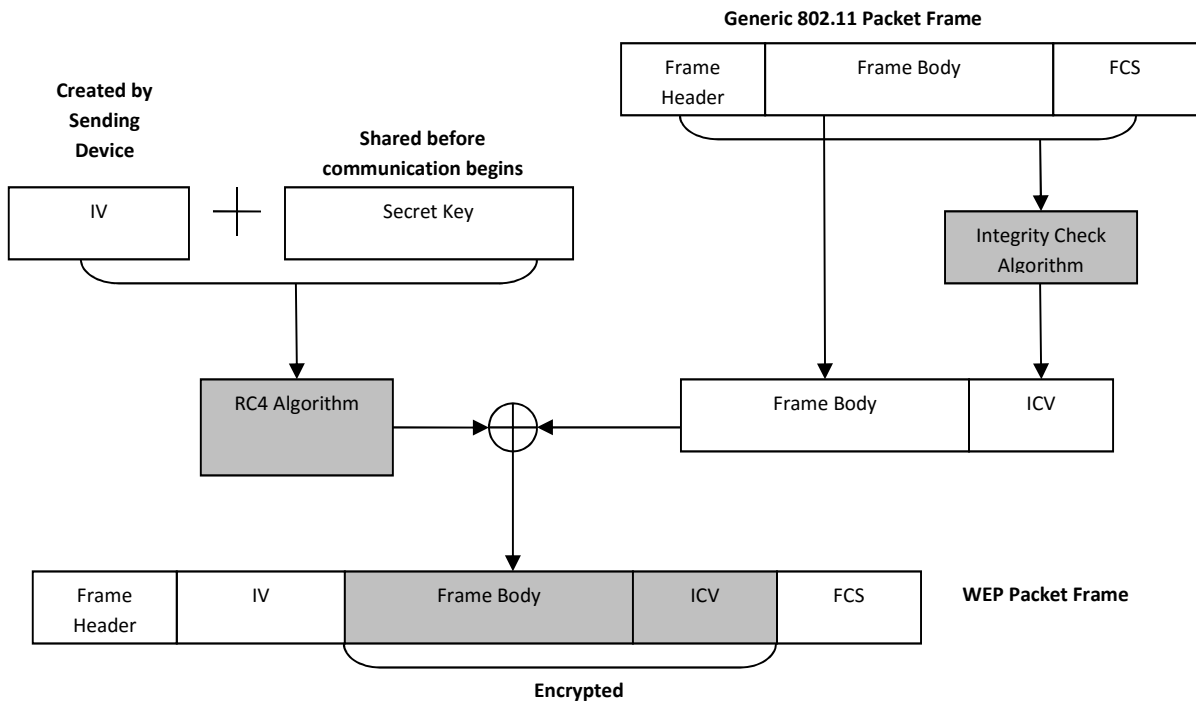 Generic 802.11 Packet Frame
Frame
Header
Frame Body
FCS
Created by
Sending
Device
Shared before
communication begins
IV
Secret Key
Integrity Check
Algorithm
RC4 Algorithm
Frame Body
ICV
Frame
Header
IV
Frame Body
ICV
FCS
WEP Packet Frame
Encrypted